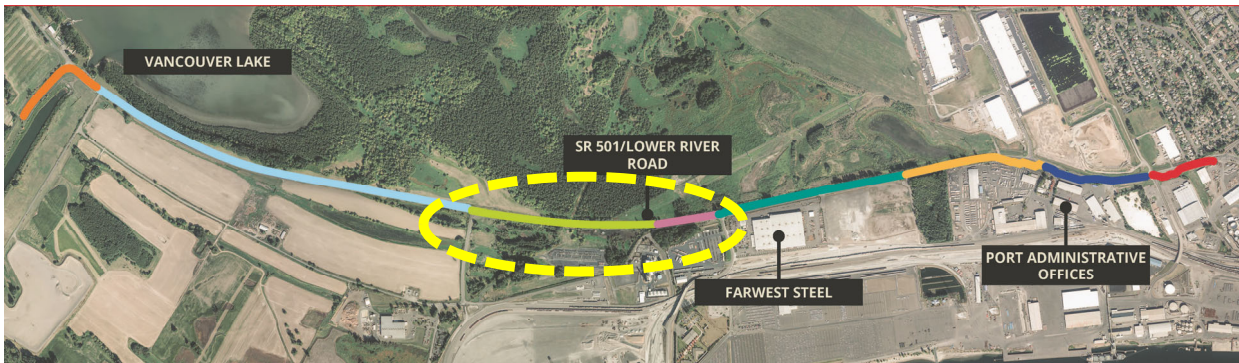 VANCOUVER LAKE
SR 501/LOWER RIVER
ROAD
FARWEST STEEL
PORT ADMINISTRATIVE
OFFICES